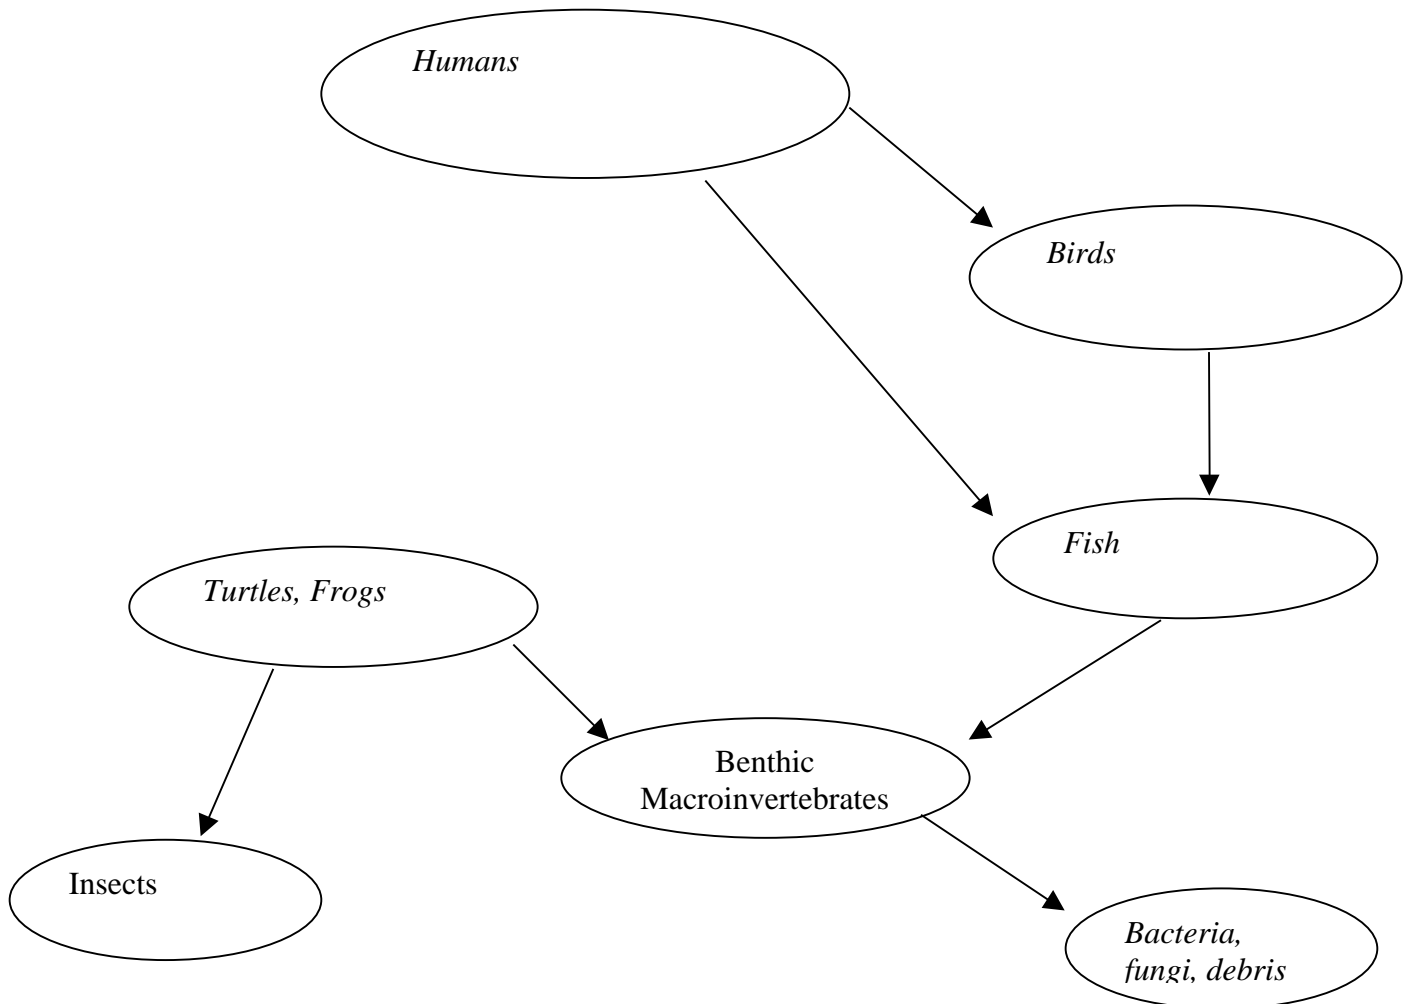 Humans
Birds
Fish
Turtles, Frogs
Benthic
Macroinvertebrates
Insects
Bacteria,
fungi, debris